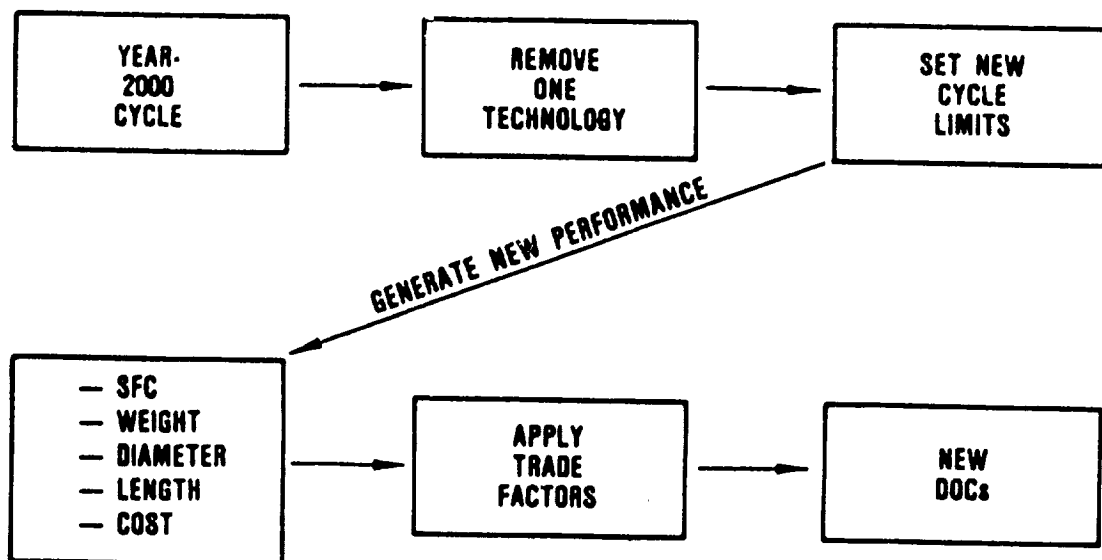 YEAR-
2000
CYCLE
REMOVE
ONE
TECHNOLOGY
SET NEW
CYCLE
LIMITS
GENERATE NEW PERFORMANCE
— SFC
— WEIGHT
— DIAMETER
— LENGTH
— COST
APPLY
TRADE
FACTORS
NEW
DOCs